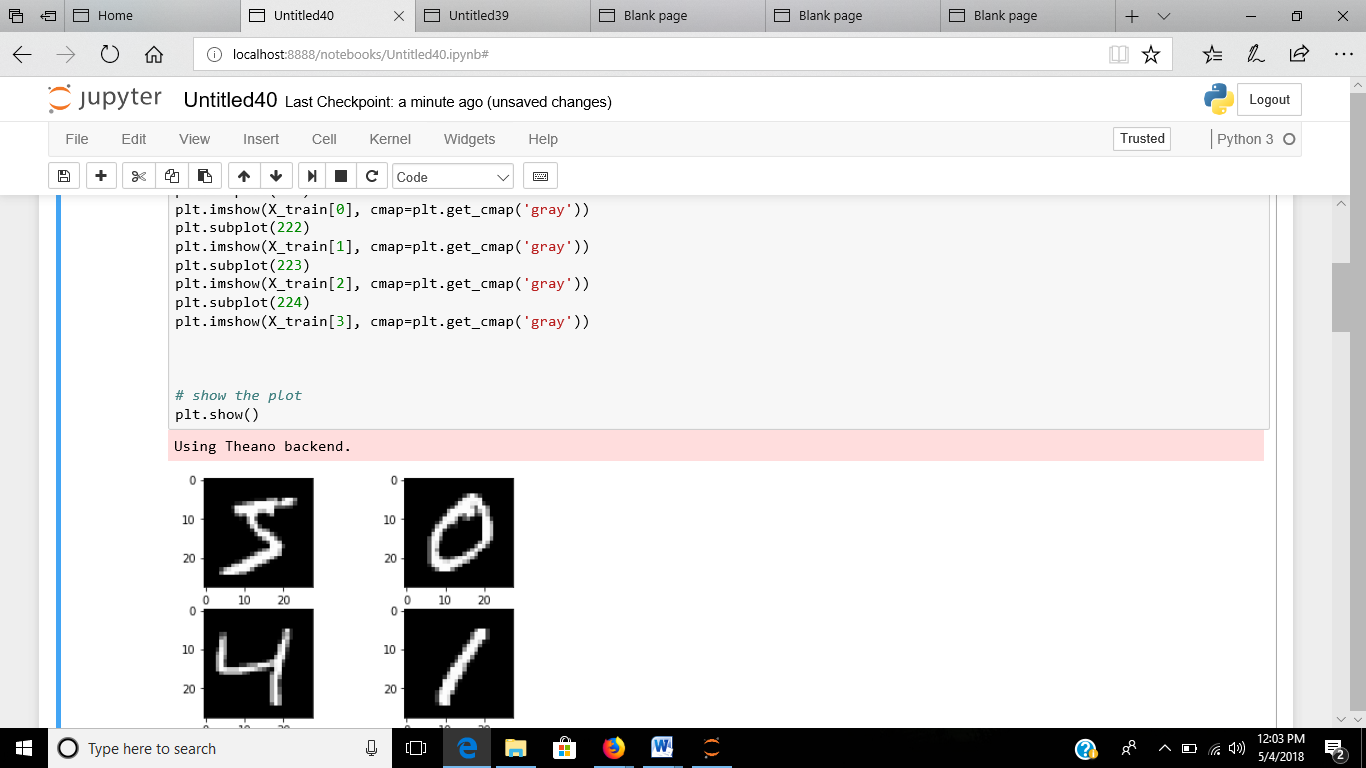 Home
Untitled40
Untitled39
Blank page
Blank page
Blank page
localhost:8888/notebooks/Untitled40.ipynb#
jupyter Untitled40 Last Checkpoint: a minute ago (unsaved changes)
Logout
File Edit View Insert Cell Kernel Widgets Help
Trusted
Python 3
Code
plt.imshow(X_train[0], cmap=plt.get_cmap('gray'))
plt.subplot(222)
plt.imshow(X_train[1], cmap=plt.get_cmap('gray'))
plt.subplot(223)
plt.imshow(X_train[2], cmap=plt.get_cmap('gray'))
plt.subplot(224)
plt.imshow(X_train[3], cmap=plt.get_cmap('gray'))
# show the plot
plt.show()
Using Theano backend.
0
10
20
0 10 20
5
0
10
20
0 10 20
0
0
10
20
4
0
10
20
1
Type here to search
12:03 PM
5/4/2018
2